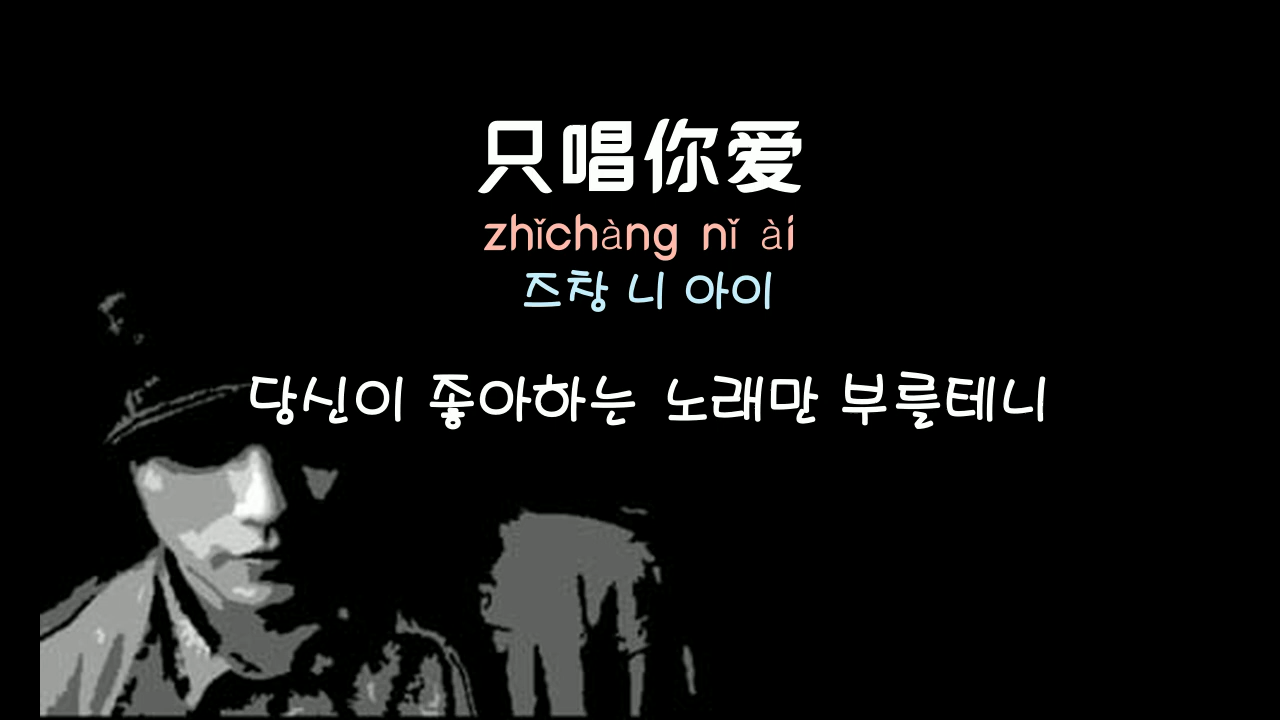 只唱你爱
zhǐchàng nǐ ài
즈창 니 아이
당신이 좋아하는 노래만 부를테니